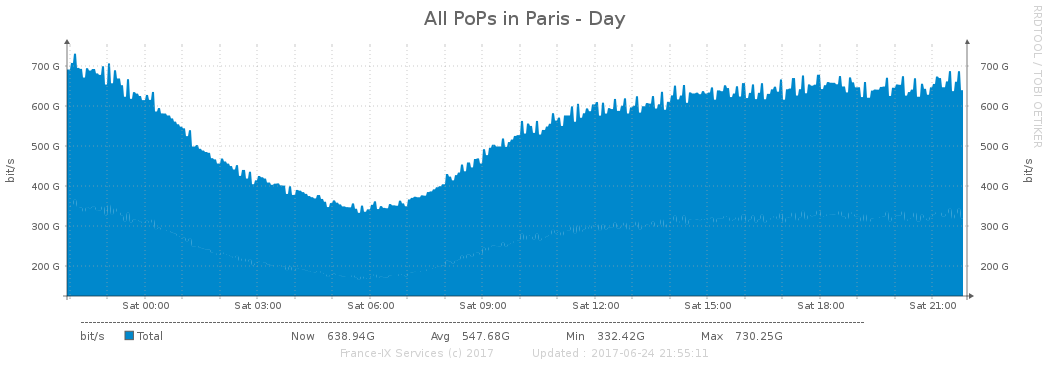 All PoPs in Paris - Day
RRDTOOL / TOBI OETIKER
700 G 700 G
600 G 600 G
500 G 500 G
400 G 400 G
300 G 300 G
200 G 200 G
bit/s bit/s
Sat 00:00 Sat 03:00 Sat 06:00 Sat 09:00 Sat 12:00 Sat 15:00 Sat 18:00 Sat 21:00
bit/s Total Now 638.94G Avg 547.68G Min 332.42G Max 730.25G
France-IX Services (c) 2017 Updated : 2017-06-24 21:55:11